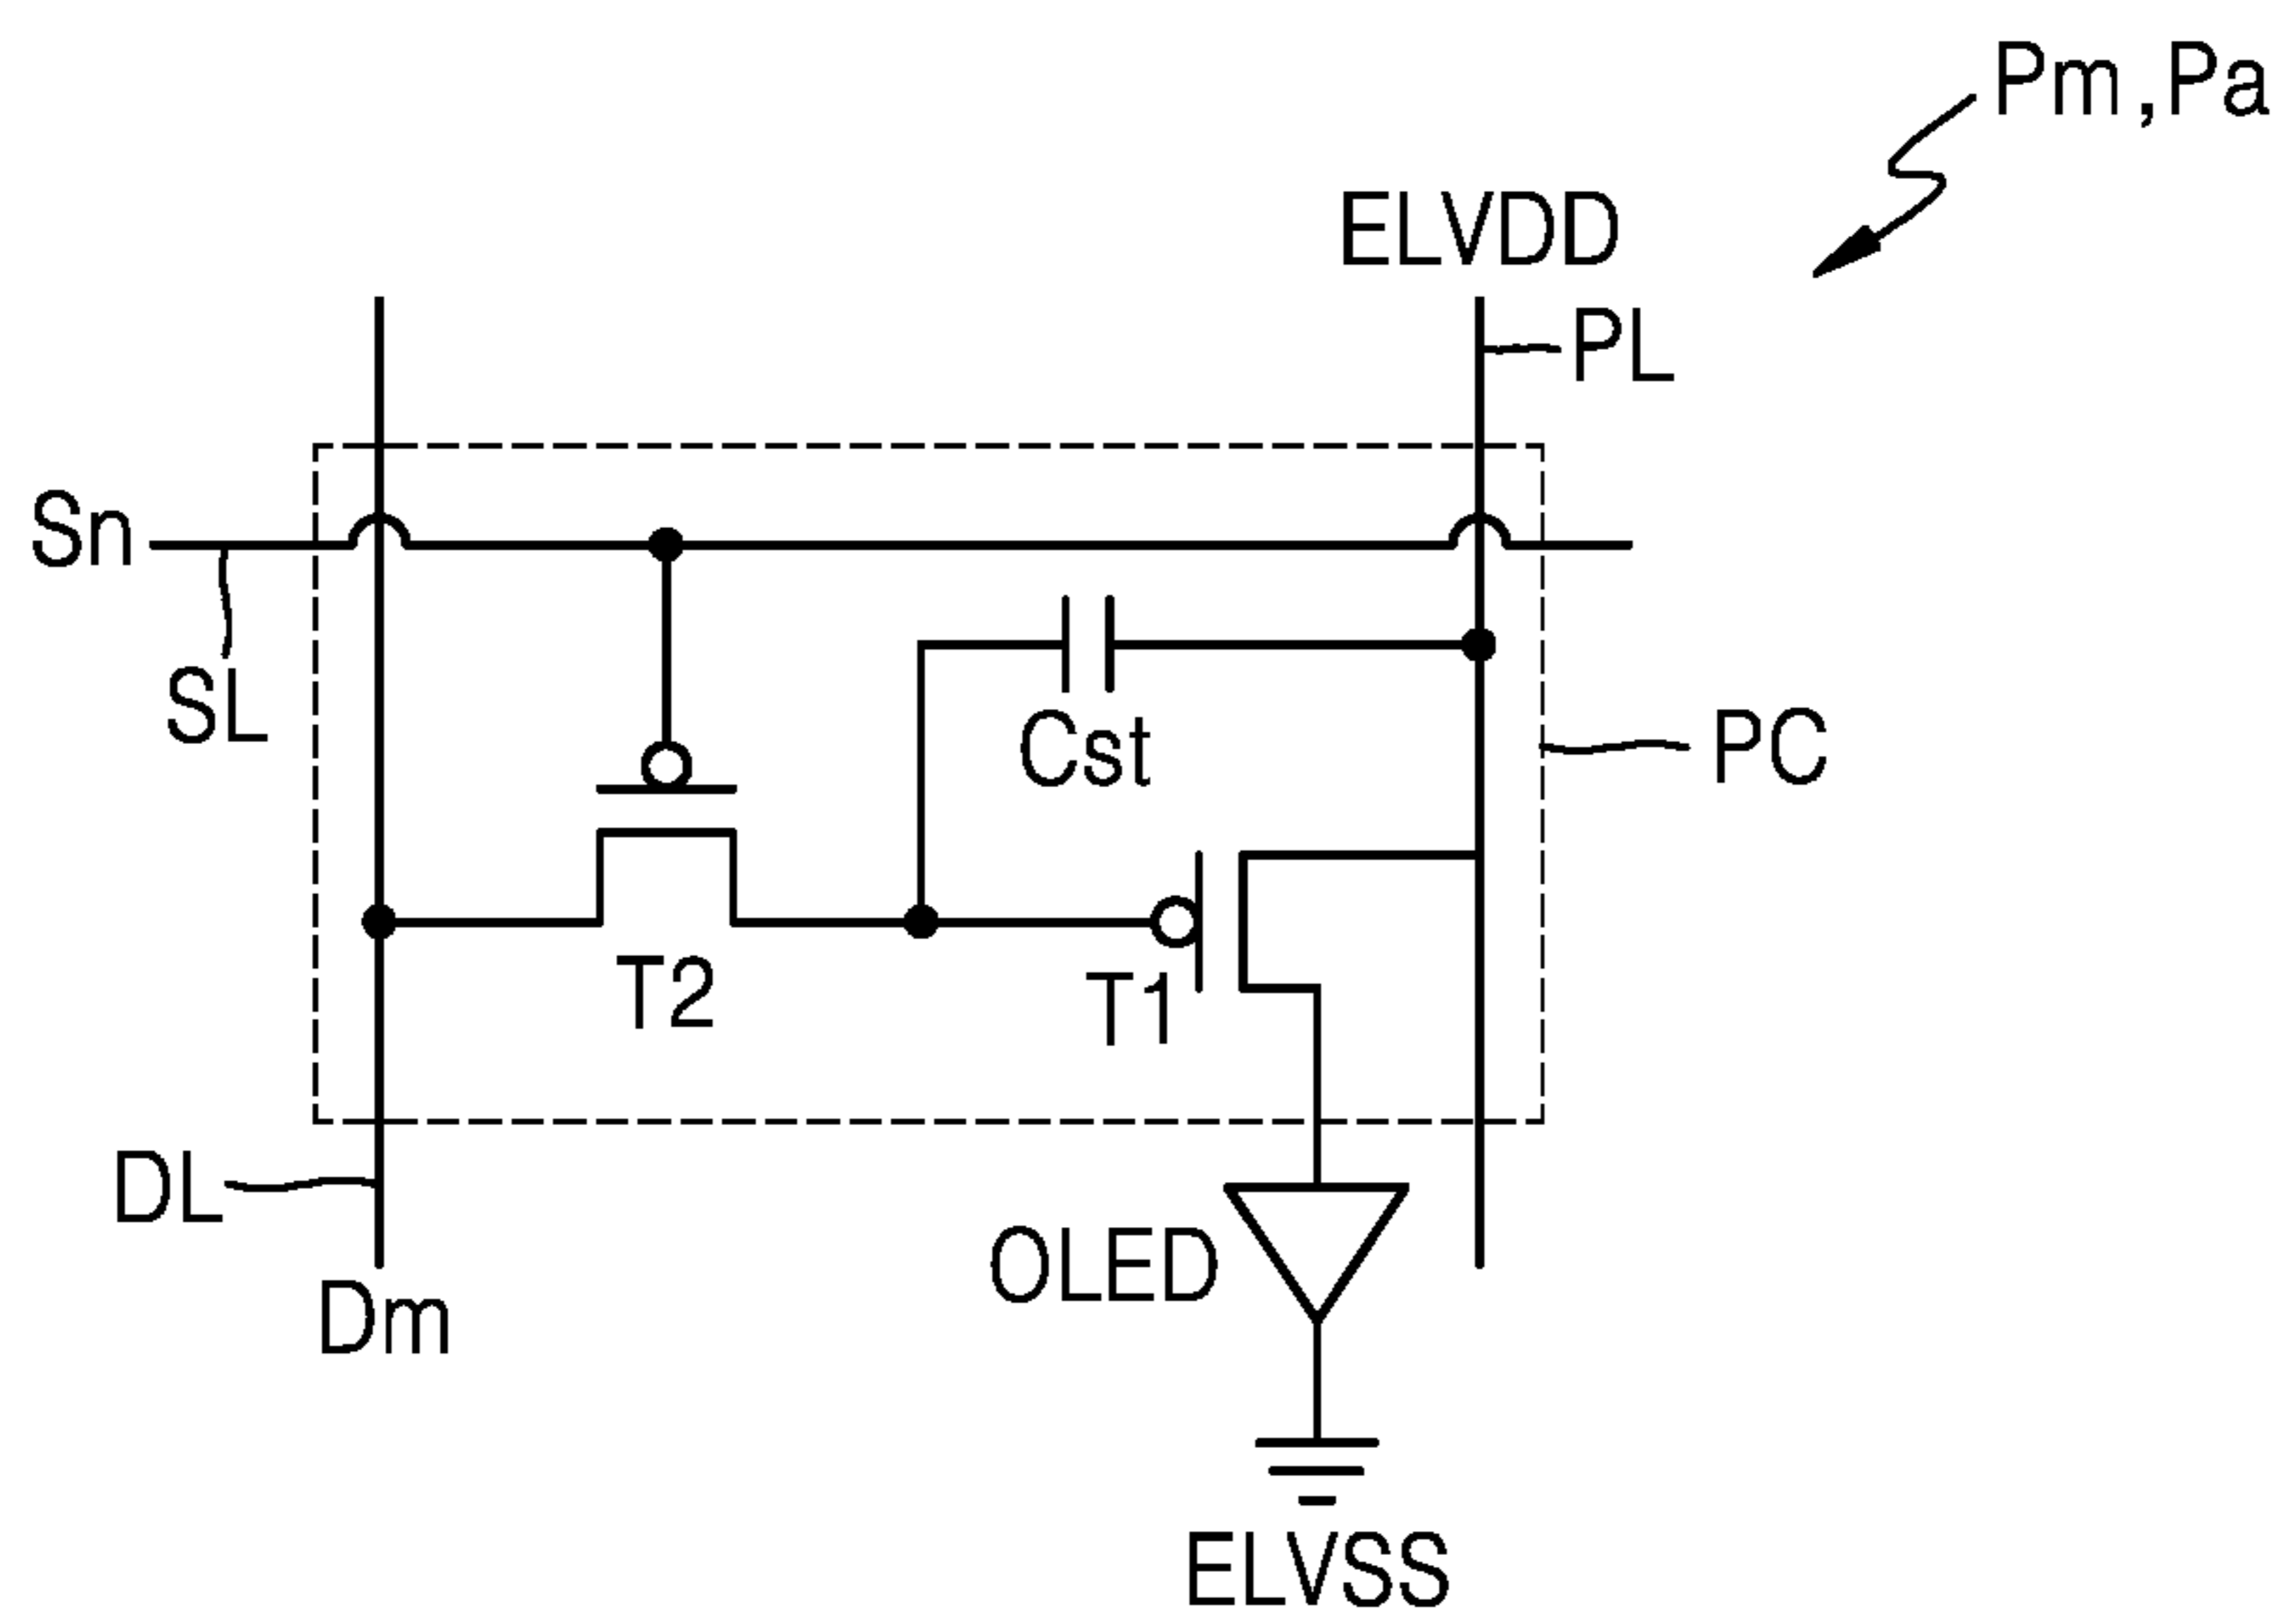 Pm,Pa
ELVDD
PL
Sn
SL
Cst
PC
T2
T1
DL
OLED
Dm
ELVSS